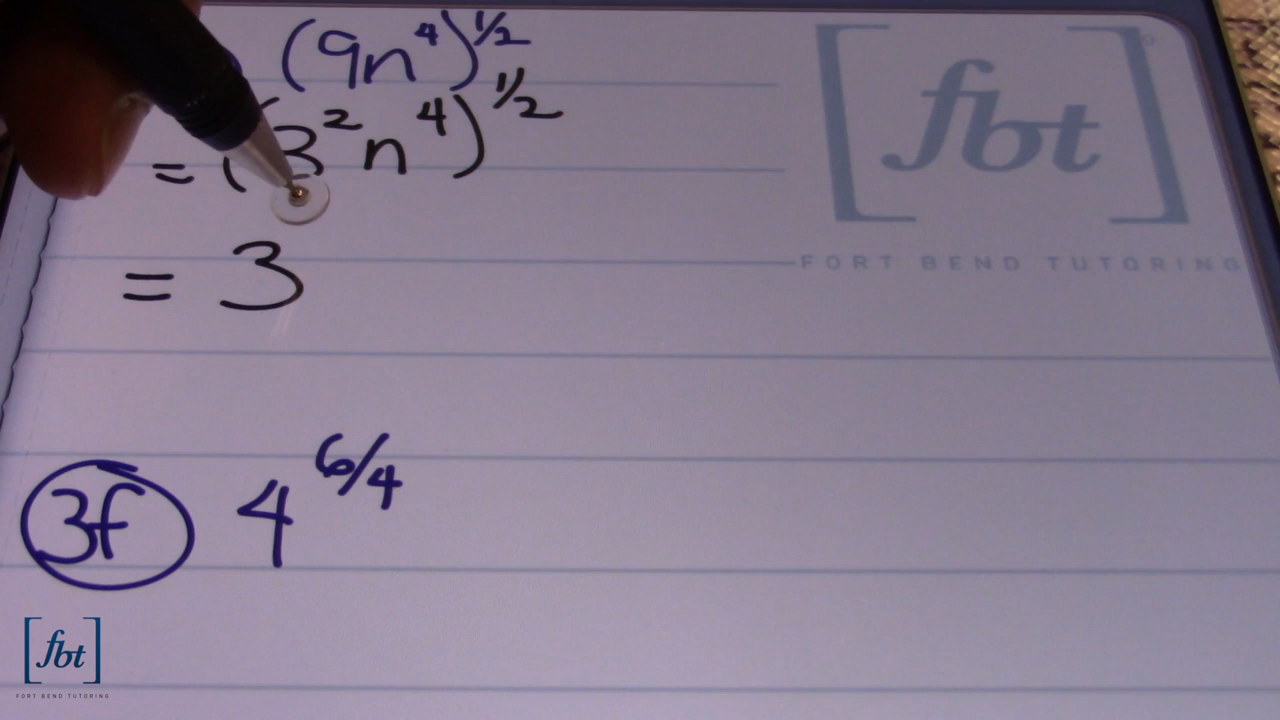 (9n⁴)^1/2
= (3²n⁴)^1/2
= 3
3f 4^6/4
[fbt]
FORT BEND TUTORING
[fbt]
FORT BEND TUTORING